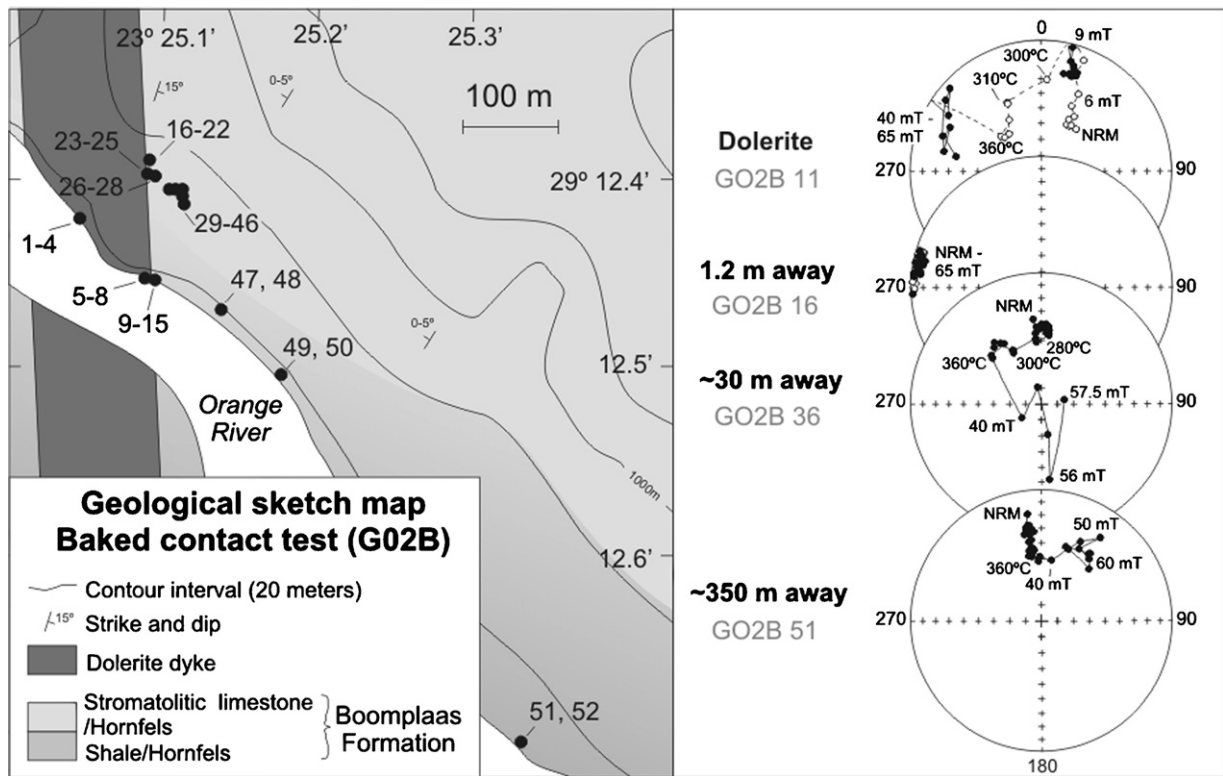 23º 25.1’
25.2’
25.3’
15º
0-5º
100 m
23-25
16-22
26-28
29º 12.4’
29-46
1-4
5-8
9-15
47, 48
0-5º
49, 50
12.5’
Orange
River
1000m
12.6’
51, 52
Geological sketch map
Baked contact test (G02B)
Contour interval (20 meters)
15º
Strike and dip
Dolerite dyke
Stromatolitic limestone
/Hornfels
Shale/Hornfels
Boomplaas
Formation
0
9 mT
300ºC
310ºC
6 mT
40 mT -
65 mT
NRM
360ºC
Dolerite
GO2B 11
270
90
NRM -
65 mT
1.2 m away
GO2B 16
270
90
NRM
280ºC
360ºC
300ºC
~30 m away
GO2B 36
57.5 mT
270
90
40 mT
56 mT
NRM
50 mT
360ºC
60 mT
40 mT
~350 m away
GO2B 51
270
90
180